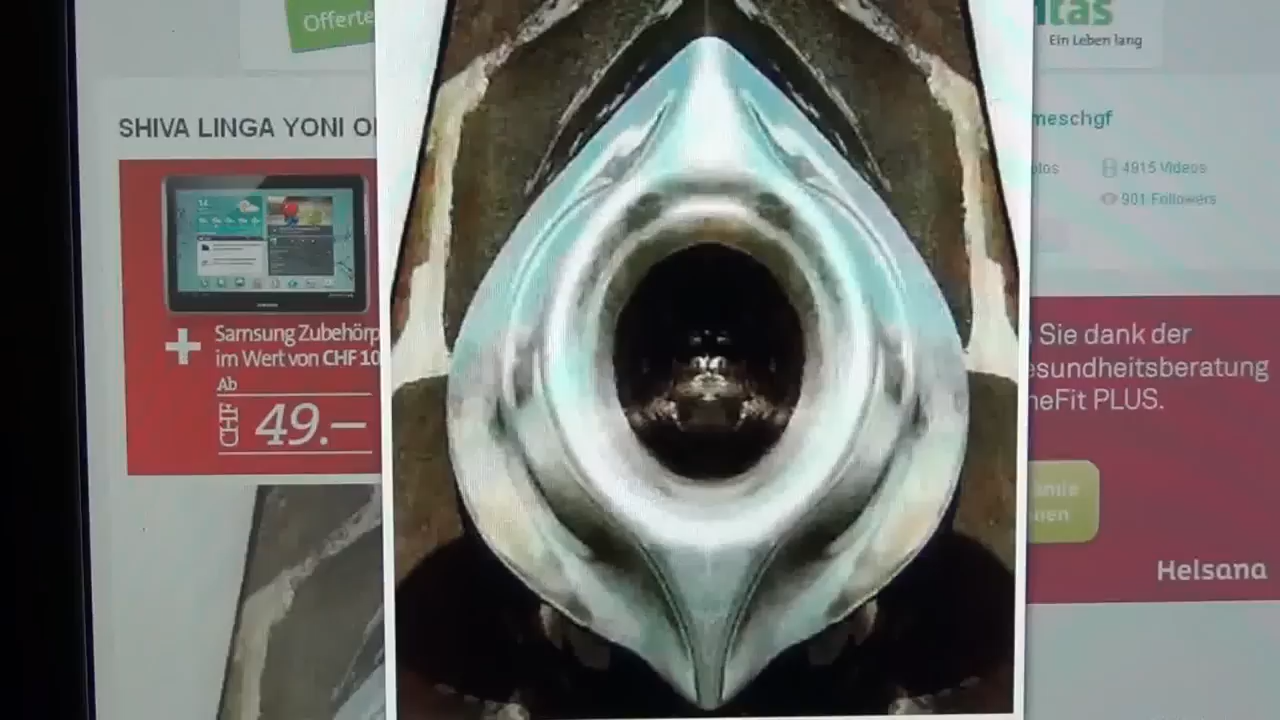 Offerte
Ein Leben lang
SHIVA LINGA YONI O
meschgf
4915 Videos
901 Followers
+ Samsung Zubehörp
im Wert von CHF 10
Ab
CHF 49.–
Sie dank der
esundheitsberatung
neFit PLUS.
Helsana